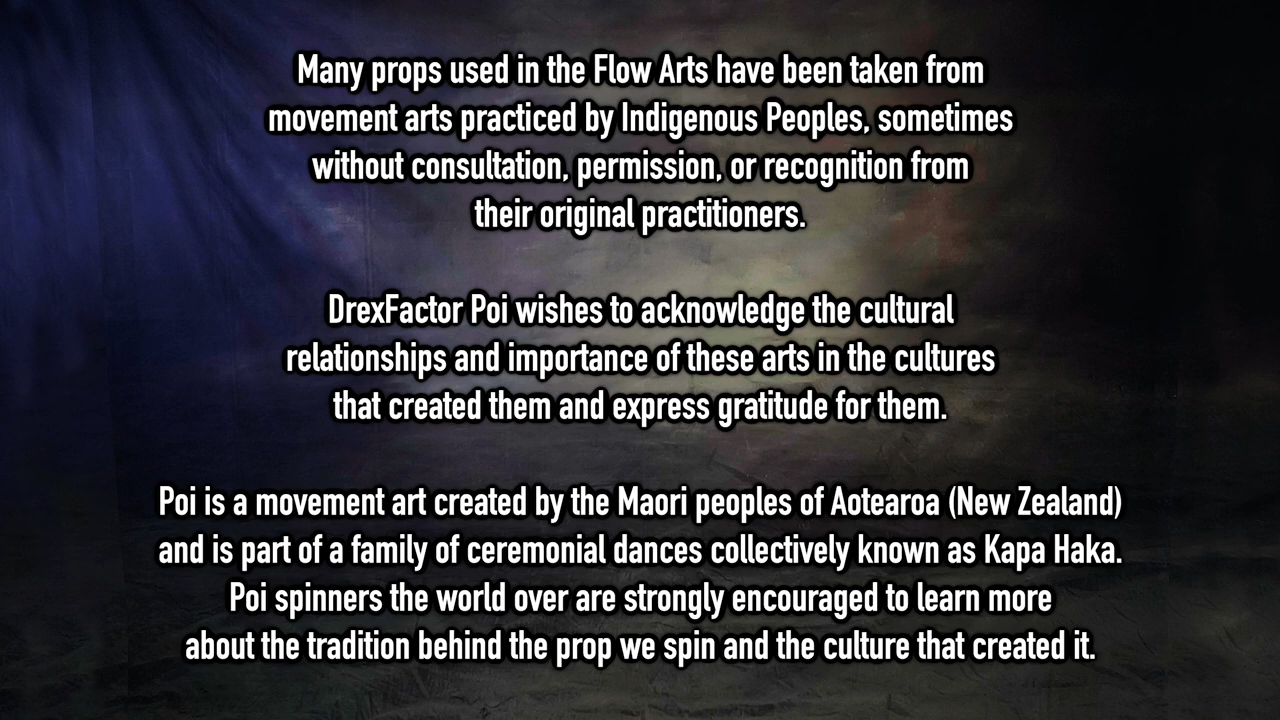 Many props used in the Flow Arts have been taken from
movement arts practiced by Indigenous Peoples, sometimes
without consultation, permission, or recognition from
their original practitioners.
DrexFactor Poi wishes to acknowledge the cultural
relationships and importance of these arts in the cultures
that created them and express gratitude for them.
Poi is a movement art created by the Maori peoples of Aotearoa (New Zealand)
and is part of a family of ceremonial dances collectively known as Kapa Haka.
Poi spinners the world over are strongly encouraged to learn more
about the tradition behind the prop we spin and the culture that created it.